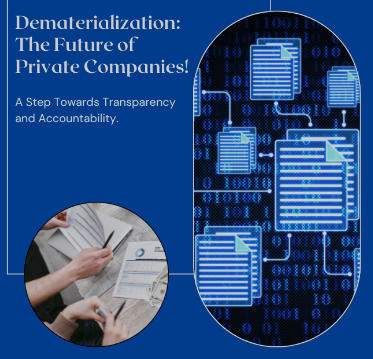 Dematerialization:
The Future of
Private Companies!
A Step Towards Transparency
and Accountability.